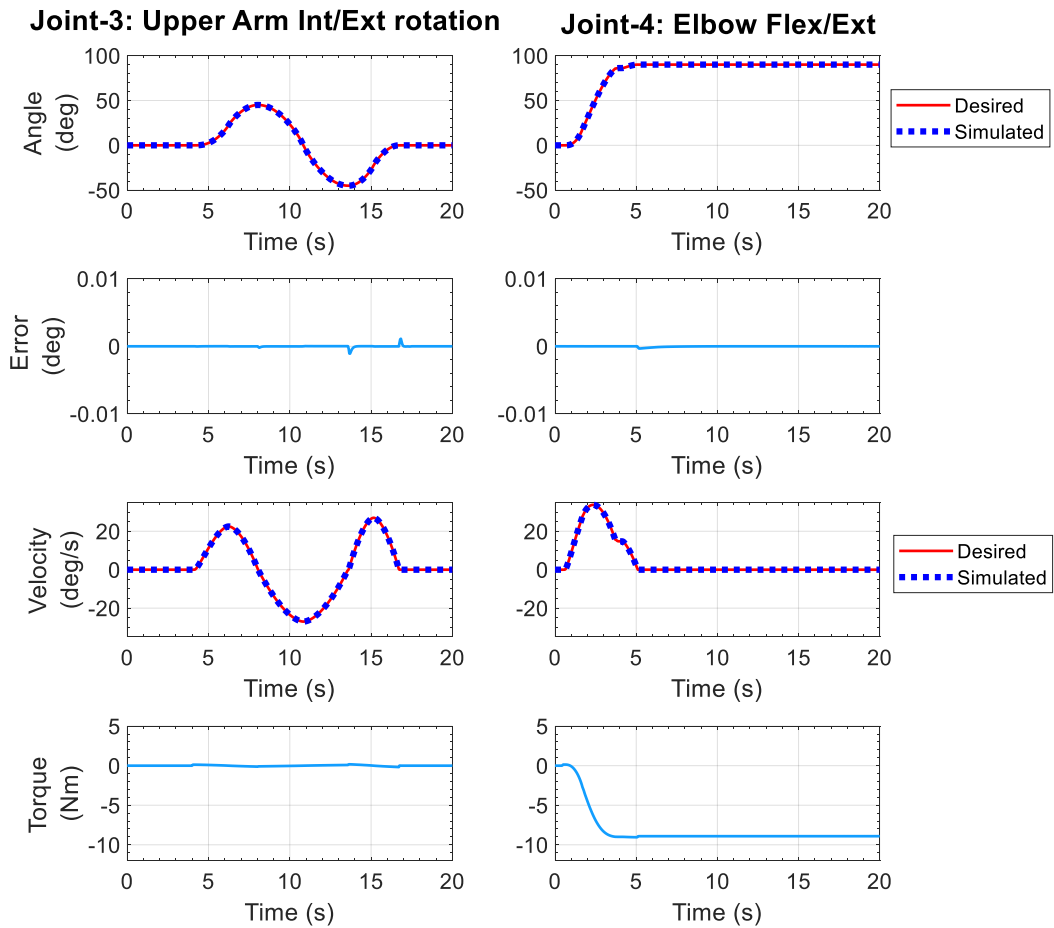 Joint-3: Upper Arm Int/Ext rotation
Joint-4: Elbow Flex/Ext
Angle
(deg)
100
50
0
-50
0 5 10 15 20
Time (s)
100
50
0
-50
0 5 10 15 20
Time (s)
Desired
Simulated
Error
(deg)
0.01
0
-0.01
0 5 10 15 20
Time (s)
0.01
0
-0.01
0 5 10 15 20
Time (s)
Velocity
(deg/s)
20
0
-20
0 5 10 15 20
Time (s)
20
0
-20
0 5 10 15 20
Time (s)
Desired
Simulated
Torque
(Nm)
5
0
-5
-10
0 5 10 15 20
Time (s)
5
0
-5
-10
0 5 10 15 20
Time (s)